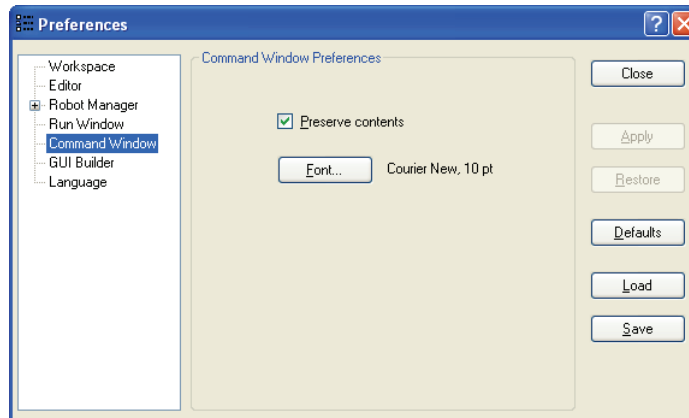 Preferences
Workspace
Editor
Robot Manager
Run Window
Command Window
GUI Builder
Language
Command Window Preferences
Preserve contents
Font... Courier New, 10 pt
Close
Apply
Restore
Defaults
Load
Save